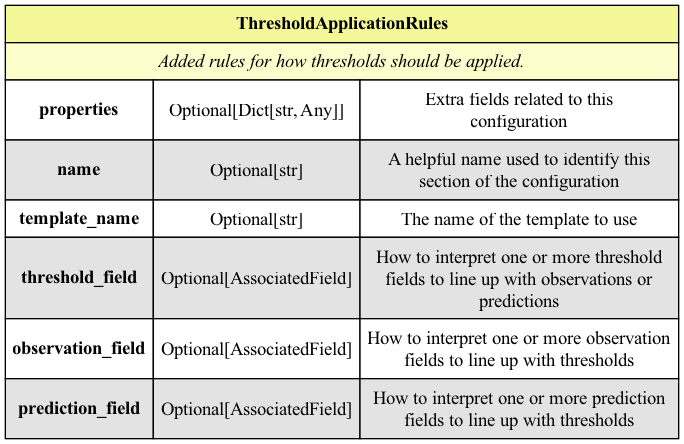 ThresholdApplicationRules
Added rules for how thresholds should be applied.
properties Optional[Dict[str, Any]] Extra fields related to this
configuration
name Optional[str] A helpful name used to identify this
section of the configuration
template_name Optional[str] The name of the template to use
threshold_field Optional[AssociatedField] How to interpret one or more threshold
fields to line up with observations or
predictions
observation_field Optional[AssociatedField] How to interpret one or more observation
fields to line up with thresholds
prediction_field Optional[AssociatedField] How to interpret one or more prediction
fields to line up with thresholds